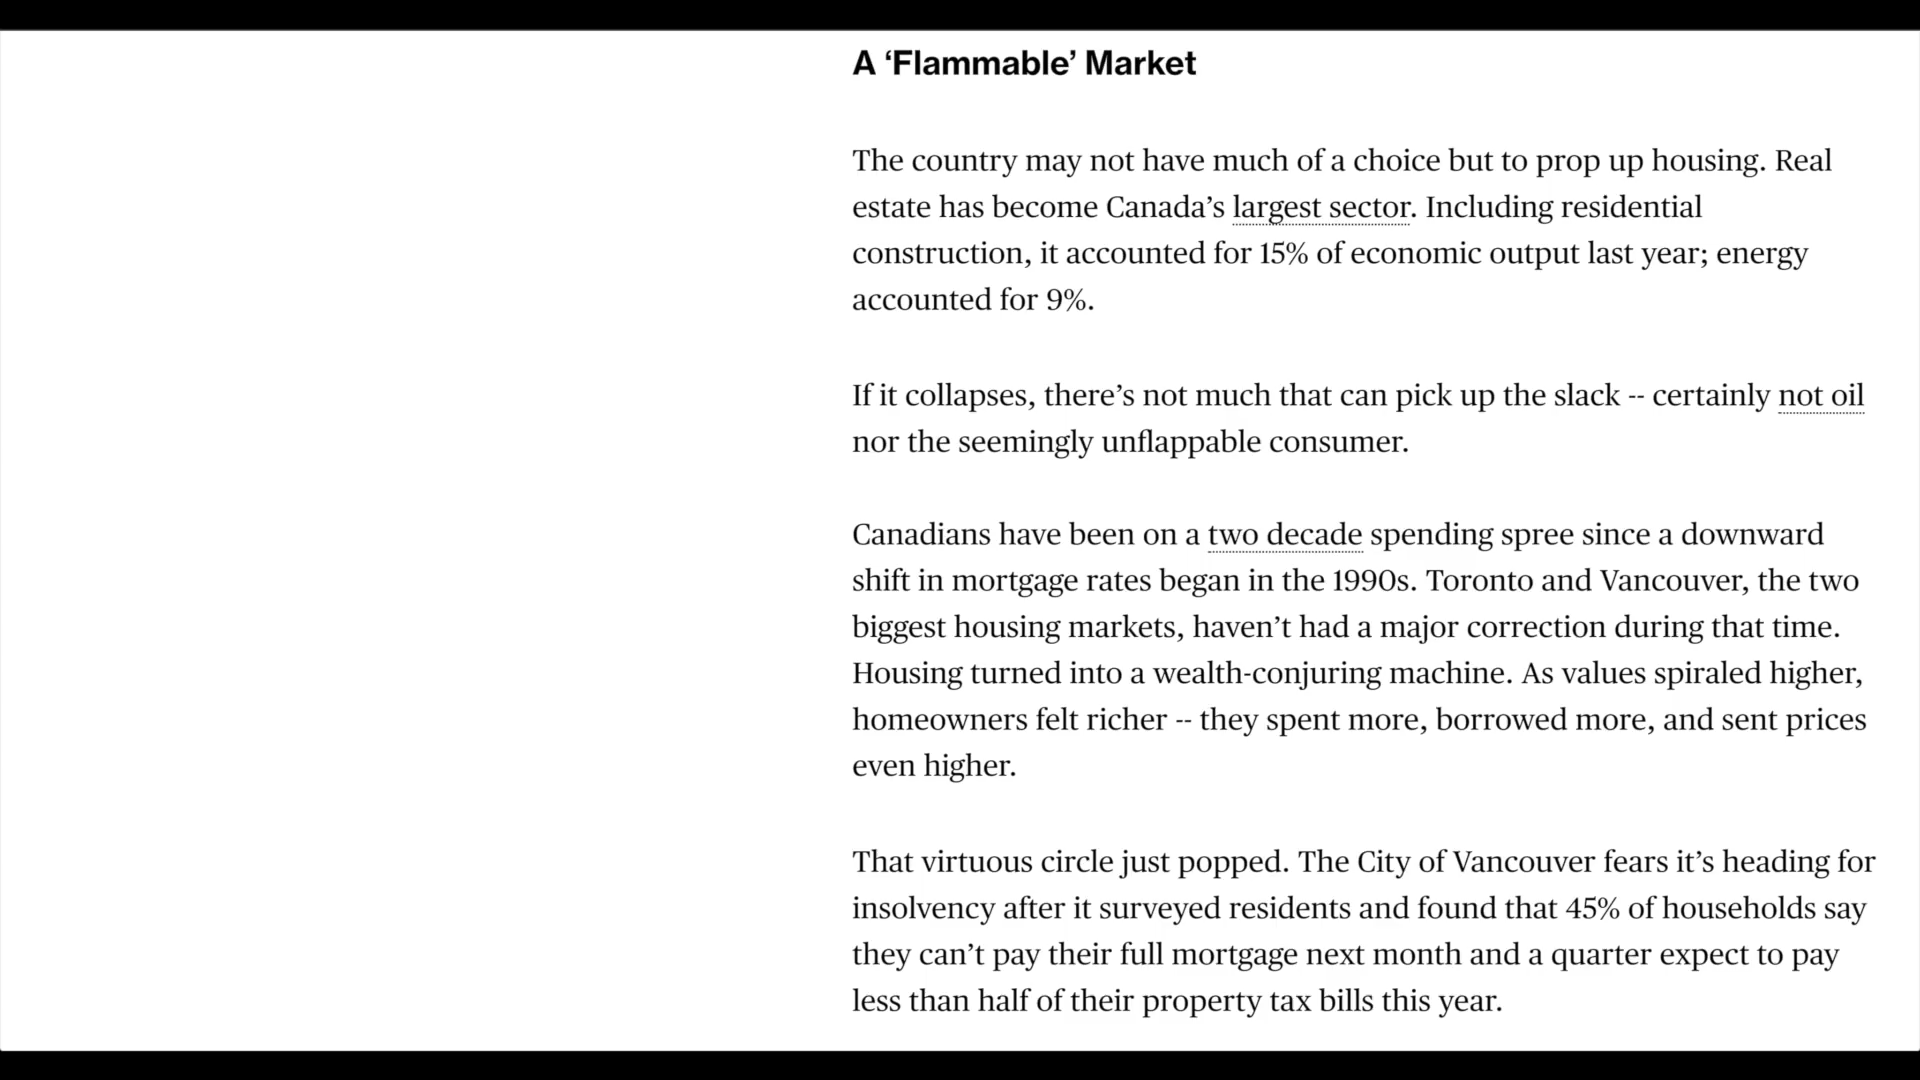 A ‘Flammable’ Market
The country may not have much of a choice but to prop up housing. Real
estate has become Canada’s largest sector. Including residential
construction, it accounted for 15% of economic output last year; energy
accounted for 9%.
If it collapses, there’s not much that can pick up the slack -- certainly not oil
nor the seemingly unflappable consumer.
Canadians have been on a two decade spending spree since a downward
shift in mortgage rates began in the 1990s. Toronto and Vancouver, the two
biggest housing markets, haven’t had a major correction during that time.
Housing turned into a wealth-conjuring machine. As values spiraled higher,
homeowners felt richer -- they spent more, borrowed more, and sent prices
even higher.
That virtuous circle just popped. The City of Vancouver fears it’s heading for
insolvency after it surveyed residents and found that 45% of households say
they can’t pay their full mortgage next month and a quarter expect to pay
less than half of their property tax bills this year.